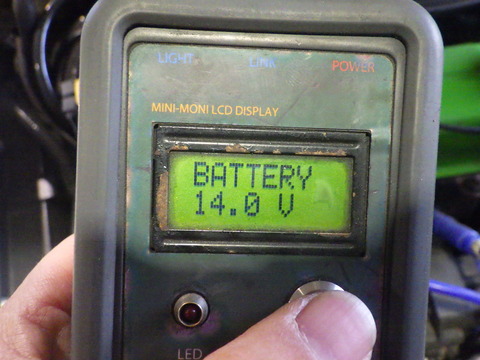 LIGHT LINK POWER
MINI-MONI LCD DISPLAY
BATTERY
14.0 V
LED